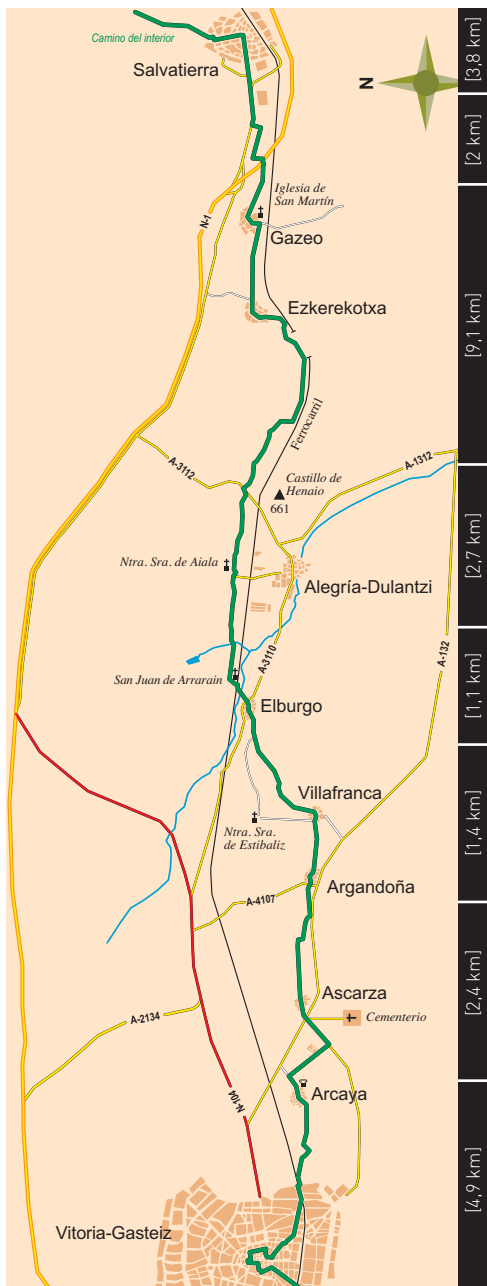 Camino del interior
Salvatierra
[3,8 km]
N
[2 km]
Iglesia de
San Martín
N-1
Gazeo
Ezkerekotxa
[9,1 km]
Ferrocarril
A-3112
A-1312
Castillo de
Henaio
661
Ntra. Sra. de Aiala
Alegría-Dulantzi
[2,7 km]
A-3110
A-132
San Juan de Arrarain
Elburgo
[1,1 km]
Villafranca
Ntra. Sra.
de Estibaliz
[1,4 km]
Argandoña
A-4107
Ascarza
[2,4 km]
A-2134
Cementerio
N-104
Arcaya
Vitoria-Gasteiz
[4,9 km]